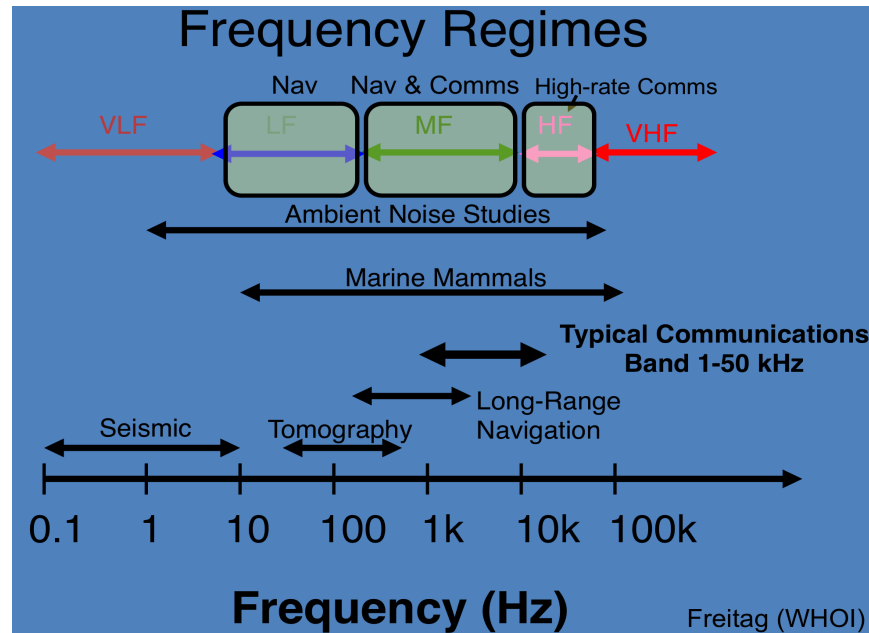 Frequency Regimes
Nav
Nav & Comms
High-rate Comms
VLF
LF
MF
HF
VHF
Ambient Noise Studies
Marine Mammals
Typical Communications
Band 1-50 kHz
Long-Range
Navigation
Seismic
Tomography
0.1 1 10 100 1k 10k 100k
Frequency (Hz)
Freitag (WHOI)